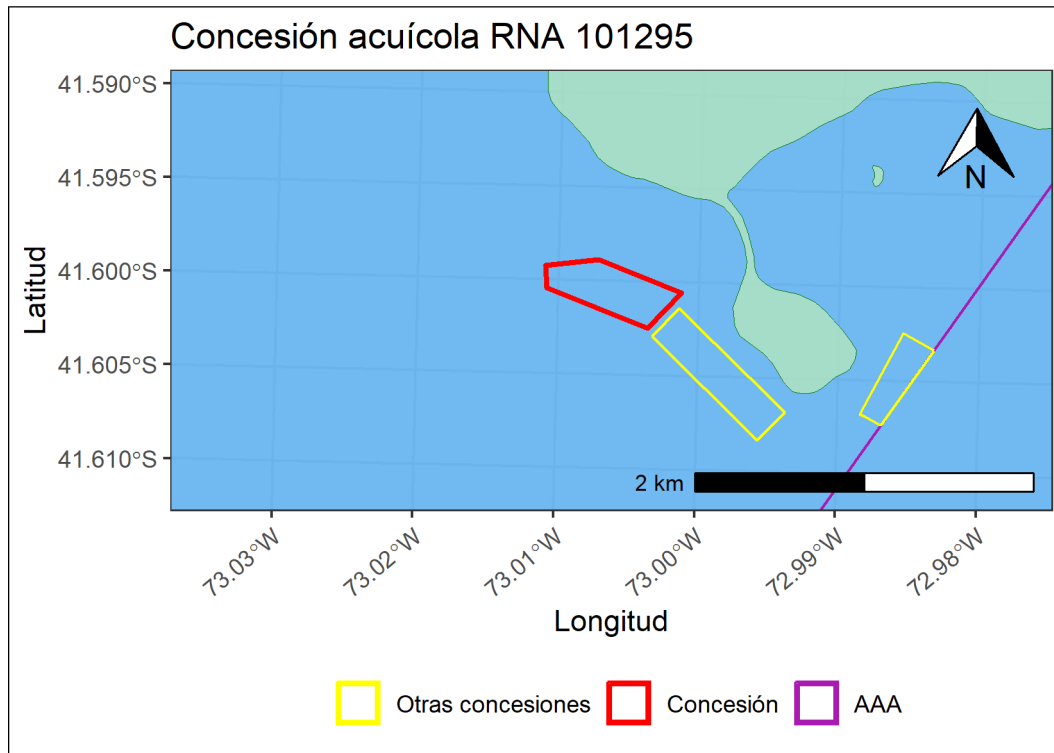 Concesión acuícola RNA 101295
41.590°S
41.595°S
41.600°S
41.605°S
41.610°S
Latitud
N
2 km
73.03°W
73.02°W
73.01°W
73.00°W
72.99°W
72.98°W
Longitud
Otras concesiones
Concesión
AAA